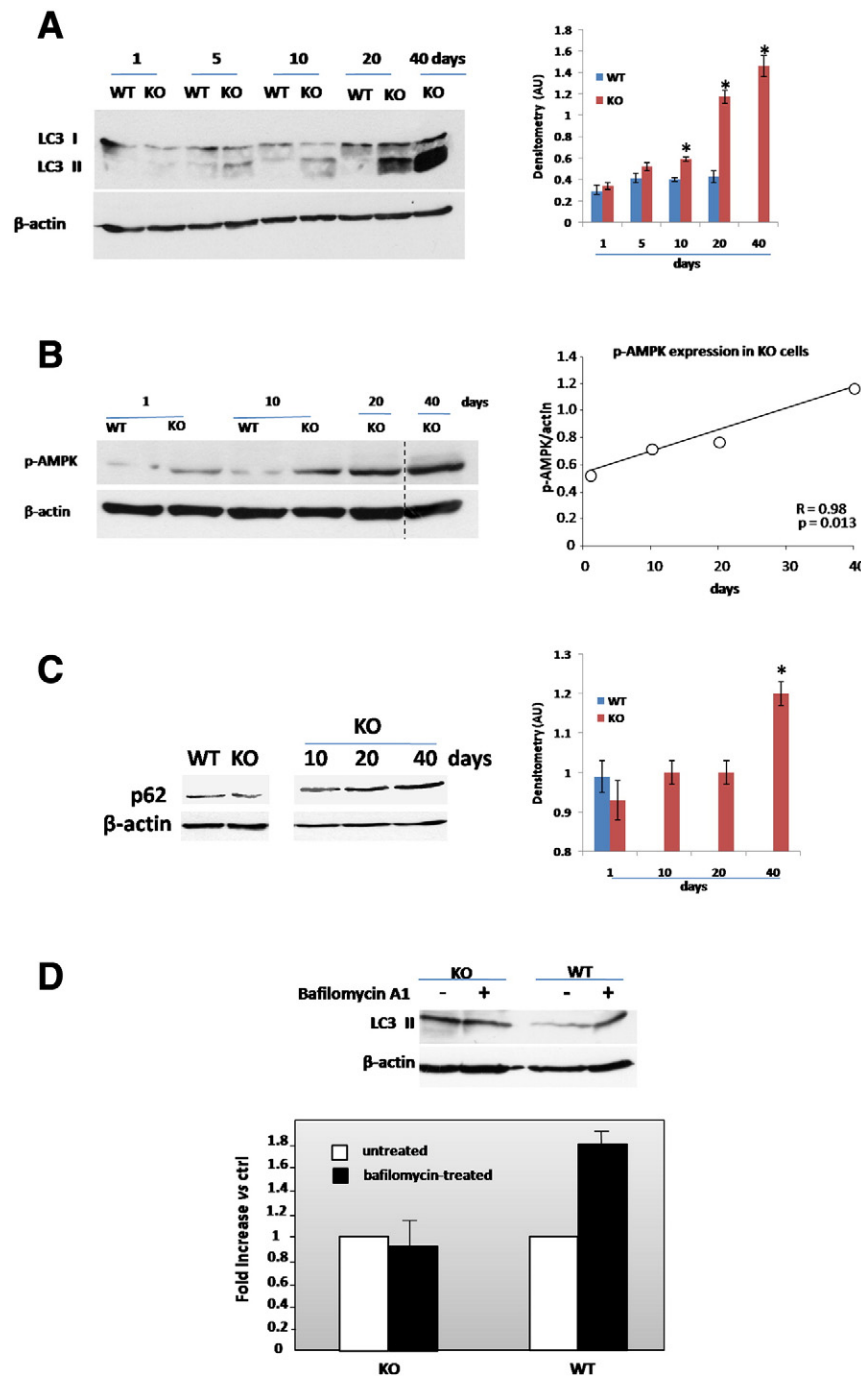 A
1 5 10 20 40 days
WT KO WT KO WT KO WT KO KO
LC3 I
LC3 II
β-actin
Densitometry (AU)
1.8
1.6
1.4
1.2
1
0.8
0.6
0.4
0.2
0
WT
KO
* * *
1 5 10 20 40
days
B
1 10 20 40 days
WT KO WT KO KO KO
p-AMPK
β-actin
p-AMPK expression in KO cells
p-AMPK/actin
1.4
1.2
1.0
0.8
0.6
0.4
0.2
0
R = 0.98
p = 0.013
0 10 20 30 40
days
C
KO
WT KO 10 20 40 days
p62
β-actin
Densitometry (AU)
1.3
1.2
1.1
1
0.9
0.8
WT
KO
*
1 10 20 40
days
D
KO WT
Bafilomycin A1 - + - +
LC3 II
β-actin
Fold Increase vs ctrl
1.8
1.6
1.4
1.2
1
0.8
0.6
0.4
0.2
0
untreated
bafilomycin-treated
KO WT